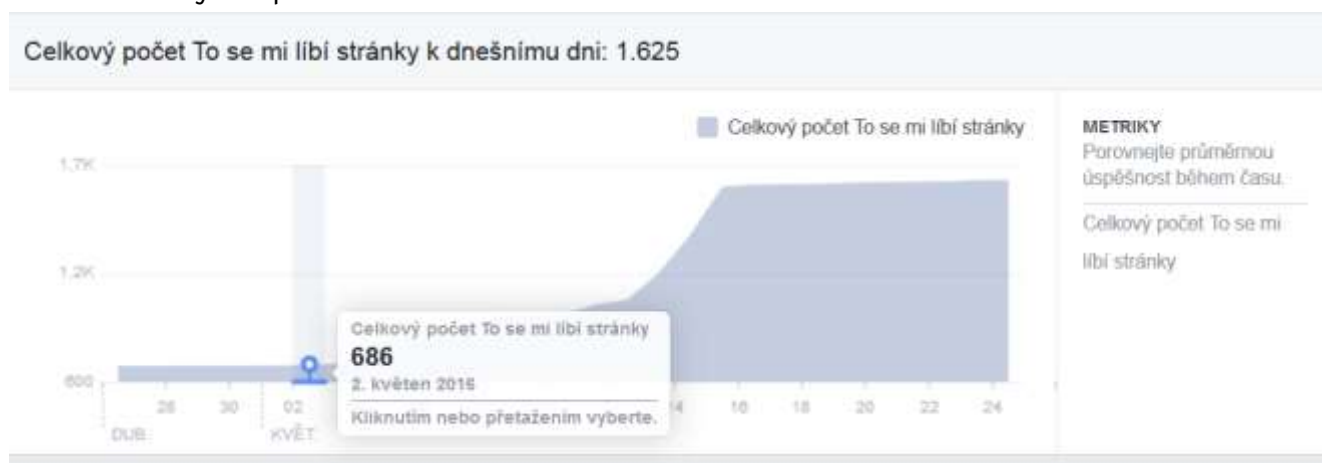 Celkový počet To se mi líbí stránky k dnešnímu dni: 1.625
Celkový počet To se mi líbí stránky
METRIKY
Porovnejte průměrnou
úspěšnost během času.
Celkový počet To se mi
líbí stránky
1,7K
1,2K
600
Celkový počet To se mi líbí stránky
686
2. květen 2016
Kliknutím nebo přetažením vyberte.
28 30 02 14 16 18 20 22 24
DUB. KVĚT.